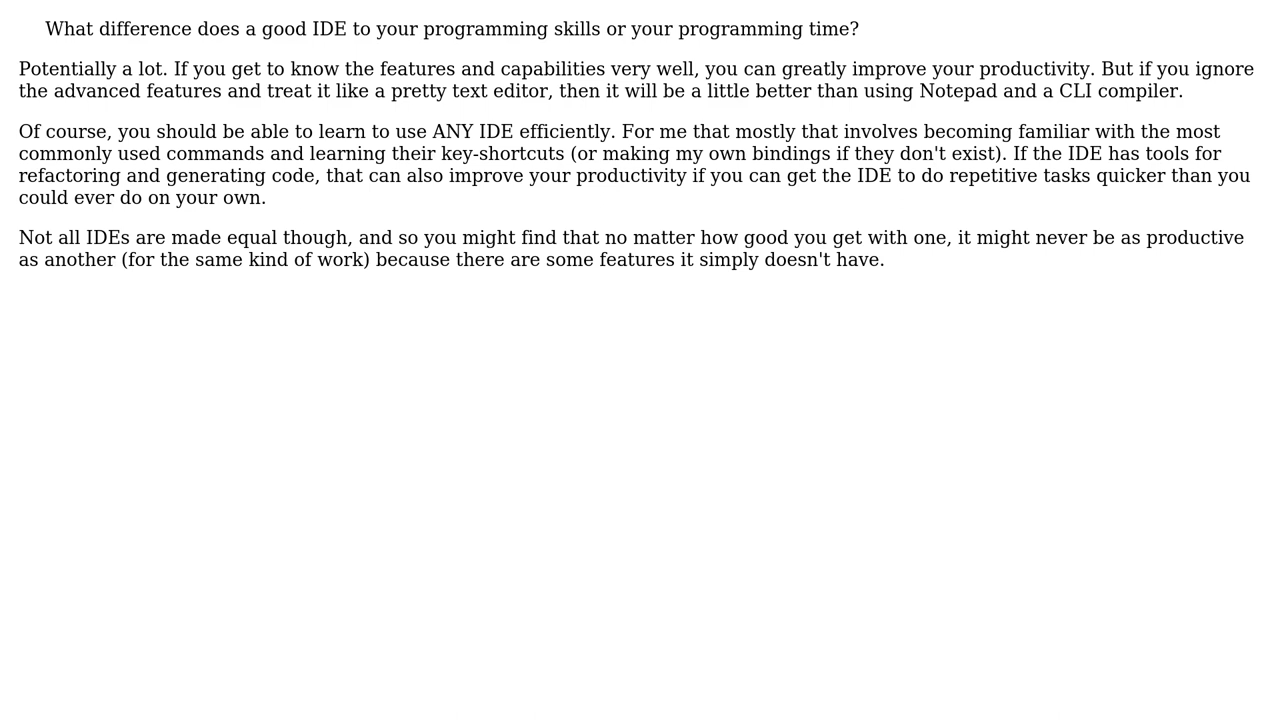 What difference does a good IDE to your programming skills or your programming time?
Potentially a lot. If you get to know the features and capabilities very well, you can greatly improve your productivity. But if you ignore
the advanced features and treat it like a pretty text editor, then it will be a little better than using Notepad and a CLI compiler.
Of course, you should be able to learn to use ANY IDE efficiently. For me that mostly that involves becoming familiar with the most
commonly used commands and learning their key-shortcuts (or making my own bindings if they don't exist). If the IDE has tools for
refactoring and generating code, that can also improve your productivity if you can get the IDE to do repetitive tasks quicker than you
could ever do on your own.
Not all IDEs are made equal though, and so you might find that no matter how good you get with one, it might never be as productive
as another (for the same kind of work) because there are some features it simply doesn't have.